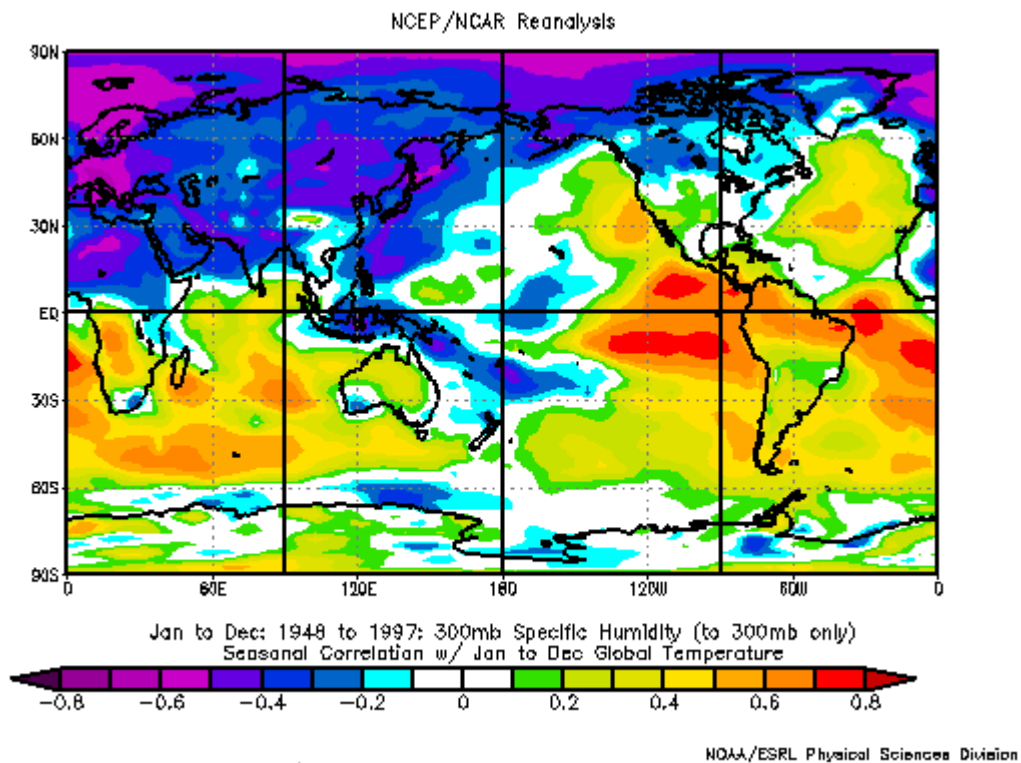 NCEP/NCAR Reanalysis
90N
60N
30N
EQ
30S
60S
90S
0 60E 120E 180 120W 60W 0
Jan to Dec: 1948 to 1997: 300mb Specific Humidity (to 300mb only)
Seasonal Correlation w/ Jan to Dec Global Temperature
-0.8 -0.6 -0.4 -0.2 0 0.2 0.4 0.6 0.8
NOAA/ESRL Physical Sciences Division